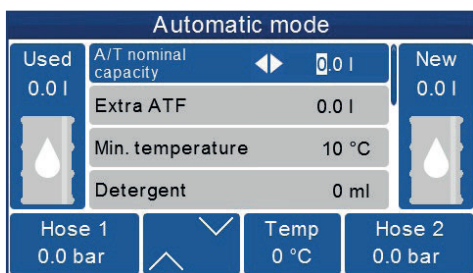 Automatic mode
Used
0.0 l
A/T nominal
capacity
0.0 l
New
0.0 l
Extra ATF
0.0 l
Min. temperature
10 °C
Detergent
0 ml
Hose 1
0.0 bar
Temp
0 °C
Hose 2
0.0 bar